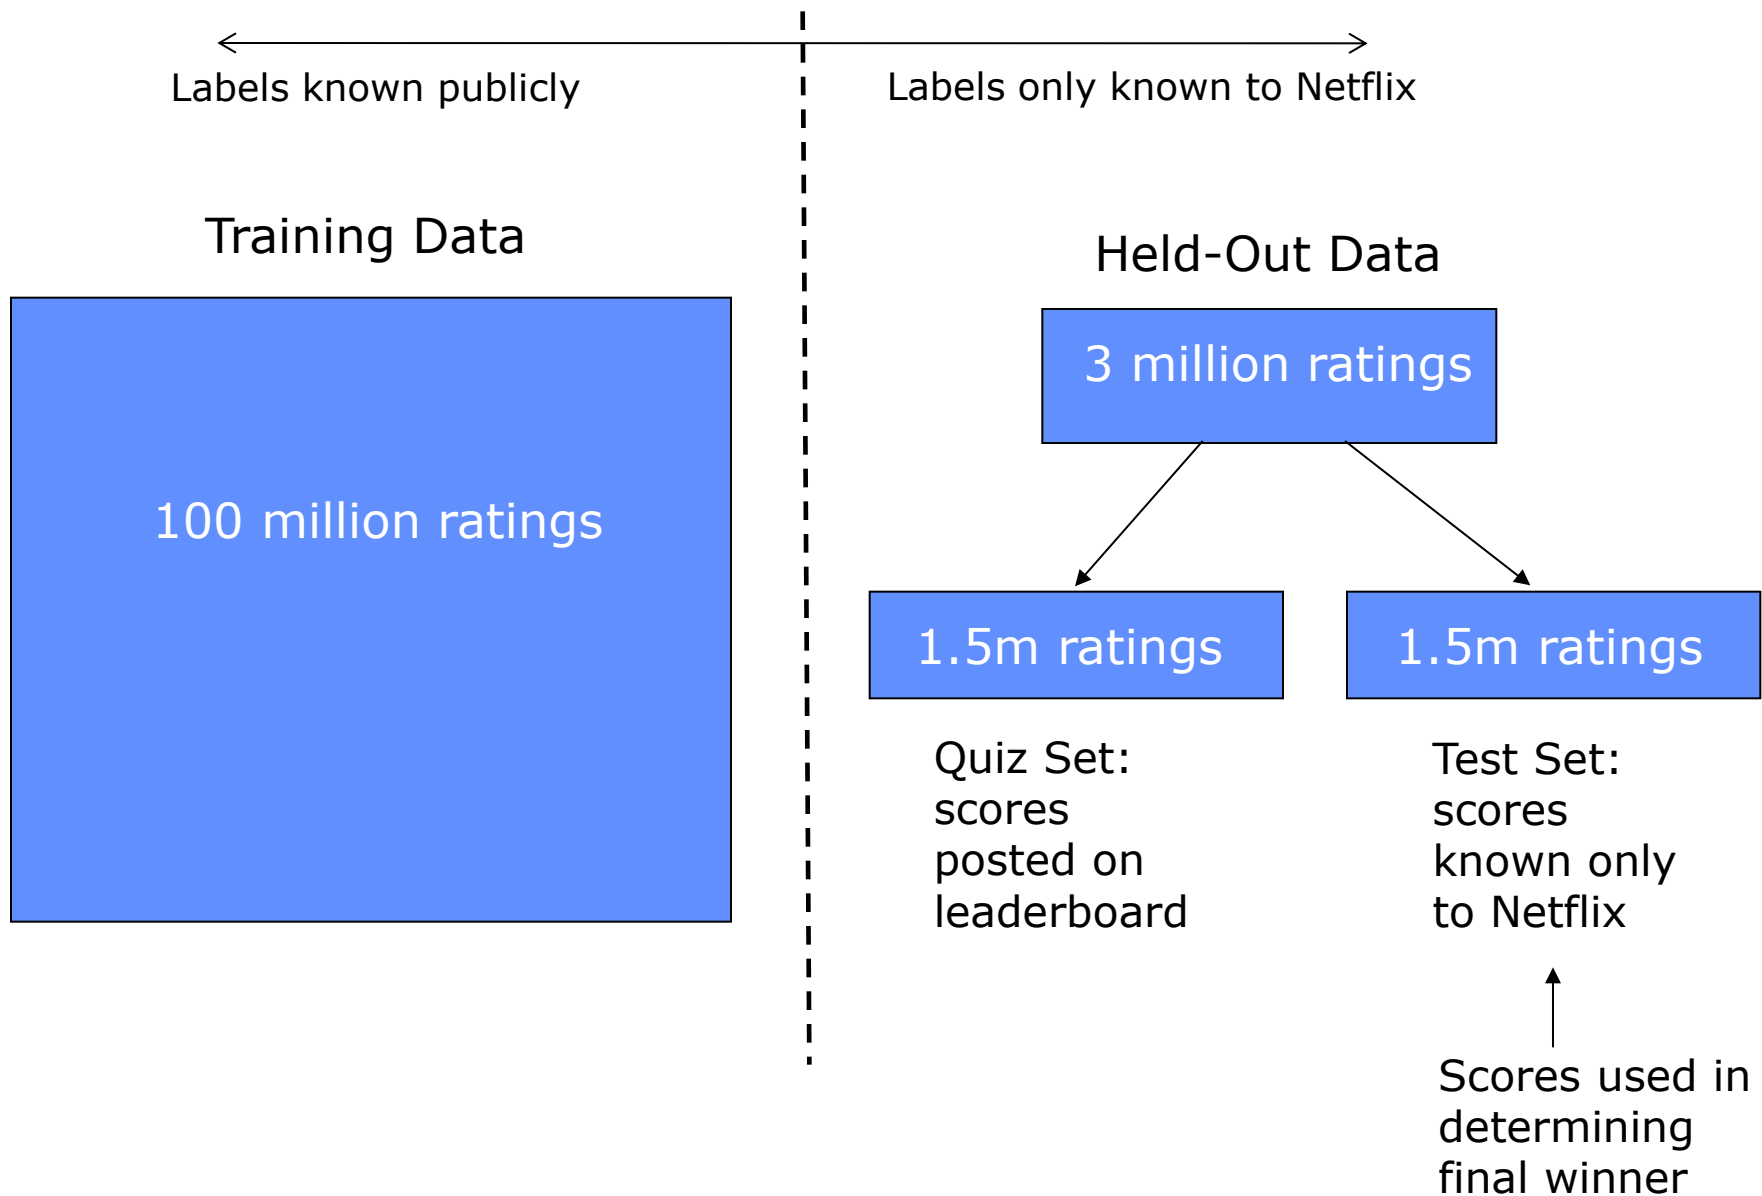 Labels known publicly
Labels only known to Netflix
Training Data
Held-Out Data
100 million ratings
3 million ratings
1.5m ratings
1.5m ratings
Quiz Set:
scores
posted on
leaderboard
Test Set:
scores
known only
to Netflix
Scores used in
determining
final winner